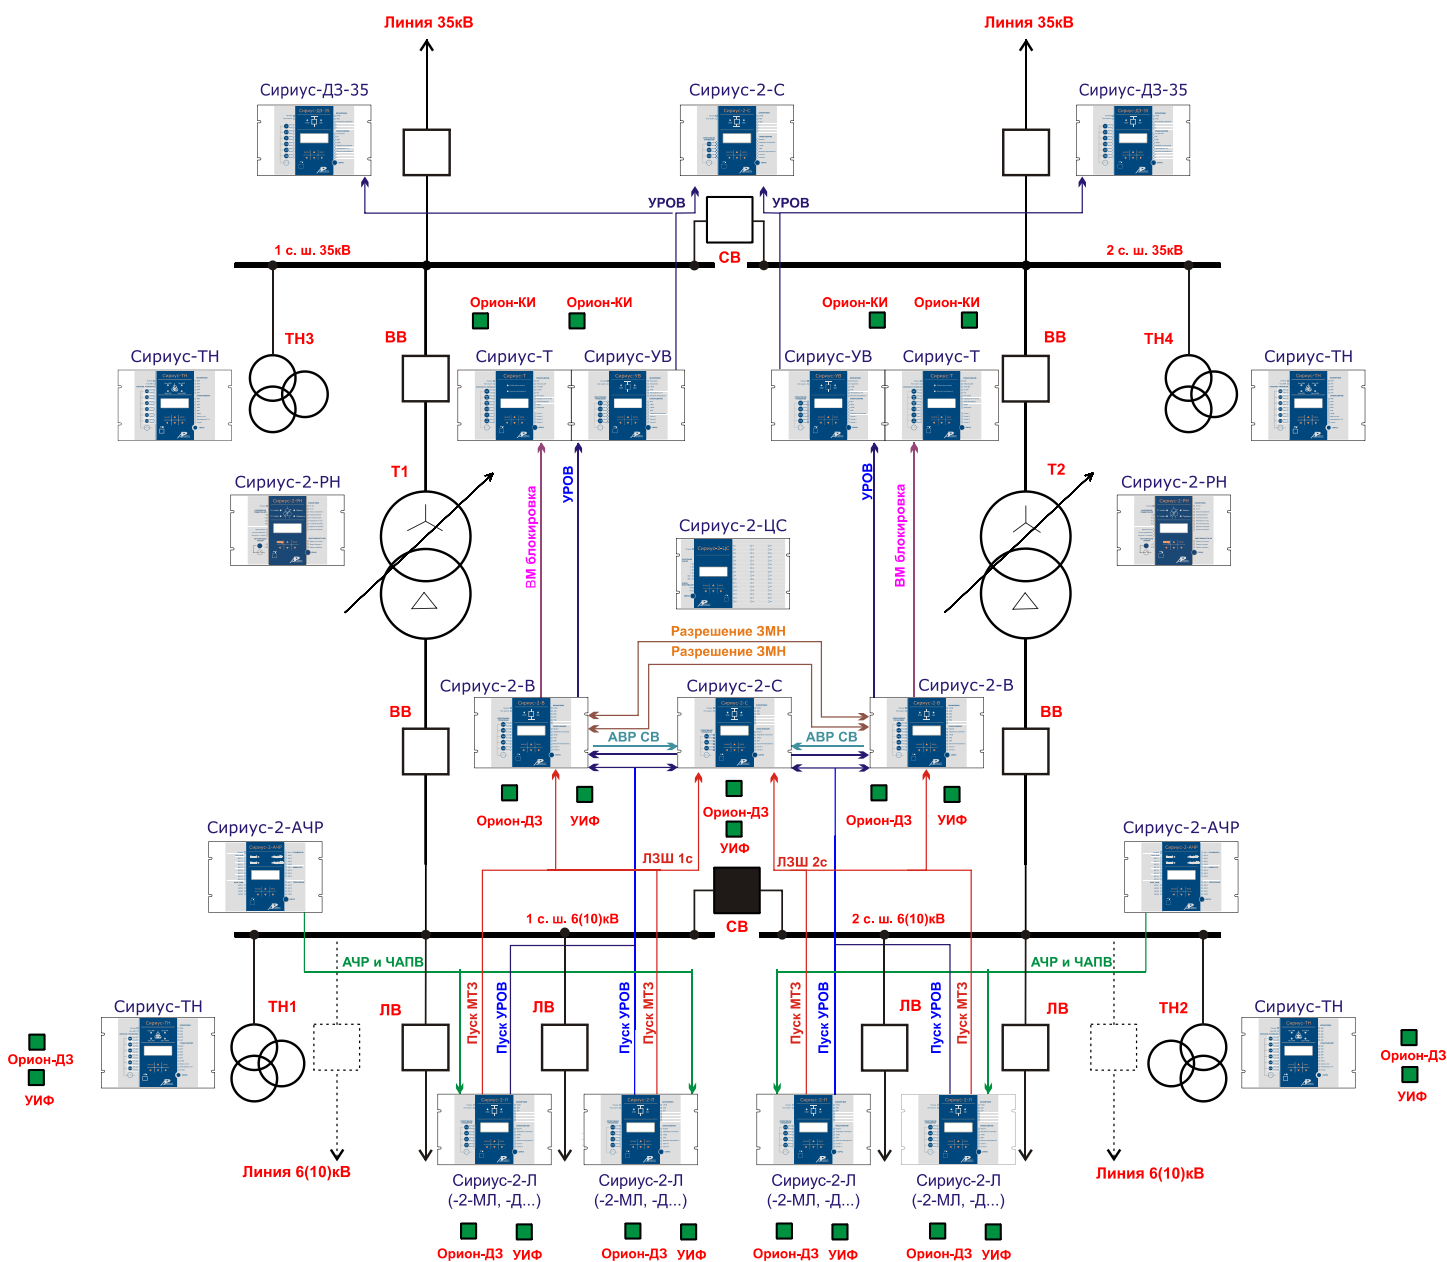 Линия 35кВ
Линия 35кВ
Сириус-ДЗ-35
Сириус-2-С
Сириус-ДЗ-35
УРОВ
УРОВ
1 с. ш. 35кВ
СВ
2 с. ш. 35кВ
Орион-КИ
Орион-КИ
Орион-КИ
Орион-КИ
ТН3
ВВ
ВВ
ТН4
Сириус-ТН
Сириус-Т
Сириус-УВ
Сириус-УВ
Сириус-Т
Сириус-ТН
Т1
Т2
Сириус-2-РН
Сириус-2-РН
ВМ блокировка
УРОВ
УРОВ
ВМ блокировка
Сириус-2-ЦС
Сириус-2-ЦС
Разрешение ЗМН
Разрешение ЗМН
Сириус-2-В
Сириус-2-С
Сириус-2-В
ВВ
ВВ
АВР СВ
АВР СВ
Орион-ДЗ
УИФ
Орион-ДЗ
УИФ
Орион-ДЗ
УИФ
Сириус-2-АЧР
Сириус-2-АЧР
ЛЗШ 1с
ЛЗШ 2с
1 с. ш. 6(10)кВ
СВ
2 с. ш. 6(10)кВ
АЧР и ЧАПВ
АЧР и ЧАПВ
Сириус-ТН
ТН1
ЛВ
Пуск МТЗ
Пуск УРОВ
ЛВ
Пуск УРОВ
Пуск МТЗ
Пуск МТЗ
Пуск УРОВ
ЛВ
Пуск УРОВ
Пуск МТЗ
ЛВ
ТН2
Сириус-ТН
Орион-ДЗ
УИФ
Орион-ДЗ
УИФ
Линия 6(10)кВ
Линия 6(10)кВ
Сириус-2-Л
(-2-МЛ, -Д...)
Сириус-2-Л
(-2-МЛ, -Д...)
Сириус-2-Л
(-2-МЛ, -Д...)
Сириус-2-Л
(-2-МЛ, -Д...)
Орион-ДЗ
УИФ
Орион-ДЗ
УИФ
Орион-ДЗ
УИФ
Орион-ДЗ
УИФ